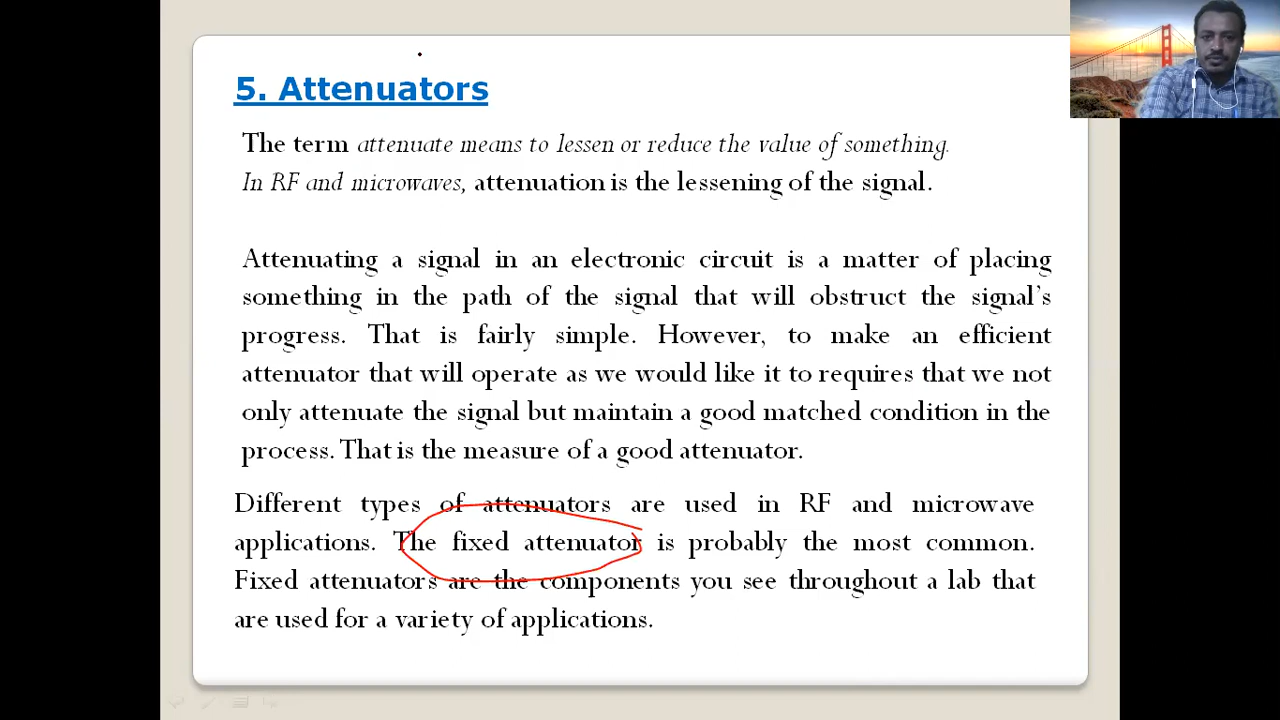 5. Attenuators
The term attenuate means to lessen or reduce the value of something.
In RF and microwaves, attenuation is the lessening of the signal.
Attenuating a signal in an electronic circuit is a matter of placing
something in the path of the signal that will obstruct the signal's
progress. That is fairly simple. However, to make an efficient
attenuator that will operate as we would like it to requires that we not
only attenuate the signal but maintain a good matched condition in the
process. That is the measure of a good attenuator.
Different types of attenuators are used in RF and microwave
applications. The fixed attenuator is probably the most common.
Fixed attenuators are the components you see throughout a lab that
are used for a variety of applications.